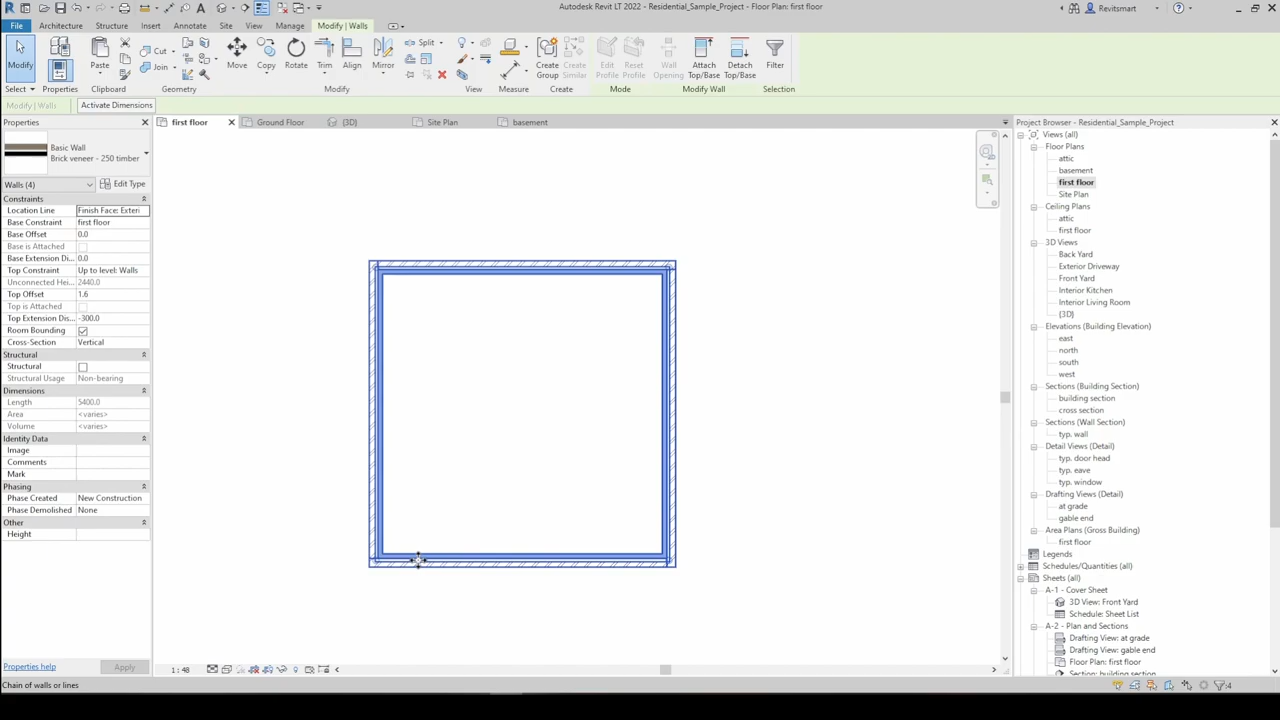 Autodesk Revit LT 2022 - Residential_Sample_Project - Floor Plan: first floor
Revitsmart
File Architecture Structure Insert Annotate Site View Manage Modify | Walls
Modify
Select
Properties
Paste
Clipboard
Cut
Join
Geometry
Move Copy Rotate Trim Align Mirror
Split
Modify
View
Measure
Create Group
Create Similar
Create
Edit Profile
Reset Profile
Mode
Wall Opening
Attach Top/Base
Detach Top/Base
Modify Wall
Filter
Selection
Modify | Walls Activate Dimensions
Properties
first floor Ground Floor {3D} Site Plan basement
Project Browser - Residential_Sample_Project
Basic Wall
Brick veneer - 250 timber
Walls (4) Edit Type
Constraints
Location Line Finish Face: Exteri
Base Constraint first floor
Base Offset 0.0
Base is Attached
Base Extension Di... 0.0
Top Constraint Up to level: Walls
Unconnected Hei... 2440.0
Top Offset 1.6
Top is Attached
Top Extension Dis... -300.0
Room Bounding
Cross-Section Vertical
Structural
Structural
Structural Usage Non-bearing
Dimensions
Length 5400.0
Area <varies>
Volume <varies>
Identity Data
Image
Comments
Mark
Phasing
Phase Created New Construction
Phase Demolished None
Other
Height
Properties help Apply
1 : 48
Chain of walls or lines
Views (all)
Floor Plans
attic
basement
first floor
Site Plan
Ceiling Plans
attic
first floor
3D Views
Back Yard
Exterior Driveway
Front Yard
Interior Kitchen
Interior Living Room
{3D}
Elevations (Building Elevation)
east
north
south
west
Sections (Building Section)
building section
cross section
Sections (Wall Section)
typ. wall
Detail Views (Detail)
typ. door head
typ. eave
typ. window
Drafting Views (Detail)
at grade
gable end
Area Plans (Gross Building)
first floor
Legends
Schedules/Quantities (all)
Sheets (all)
A-1 - Cover Sheet
3D View: Front Yard
Schedule: Sheet List
A-2 - Plan and Sections
Drafting View: at grade
Drafting View: gable end
Floor Plan: first floor
Section: building section
:4